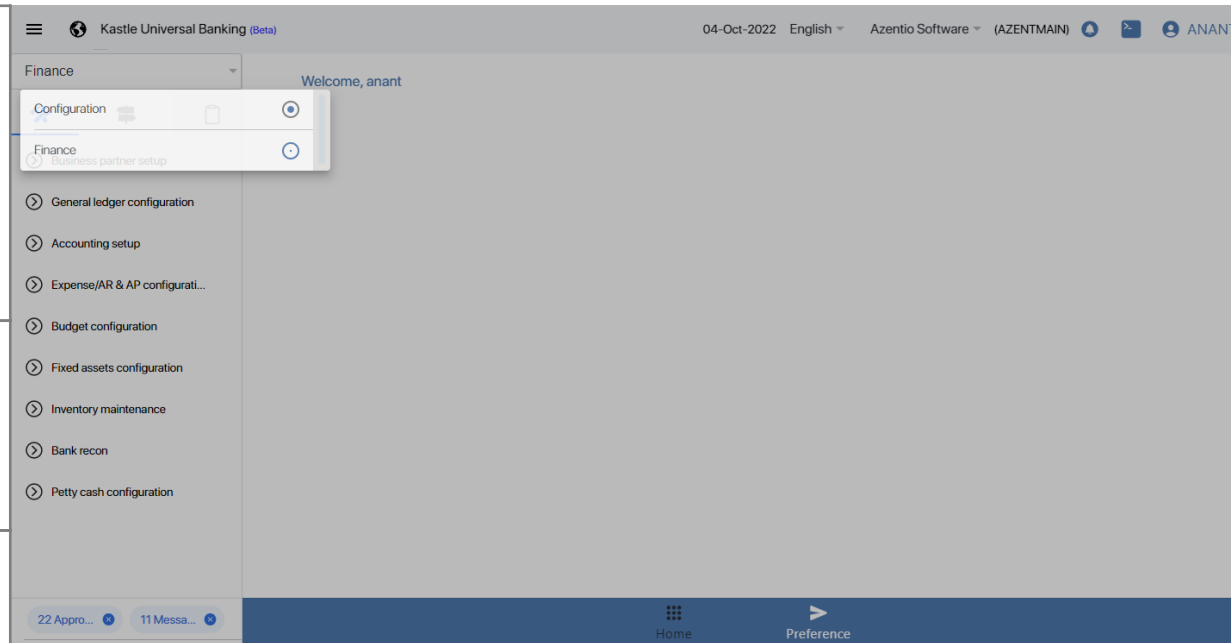 Kastle Universal Banking (Beta)
04-Oct-2022 English Azentio Software (AZENTMAIN) ANANT
Finance
Welcome, anant
Configuration
Finance
Business partner setup
General ledger configuration
Accounting setup
Expense/AR & AP configurati...
Budget configuration
Fixed assets configuration
Inventory maintenance
Bank recon
Petty cash configuration
22 Appro... 11 Messa...
Home Preference